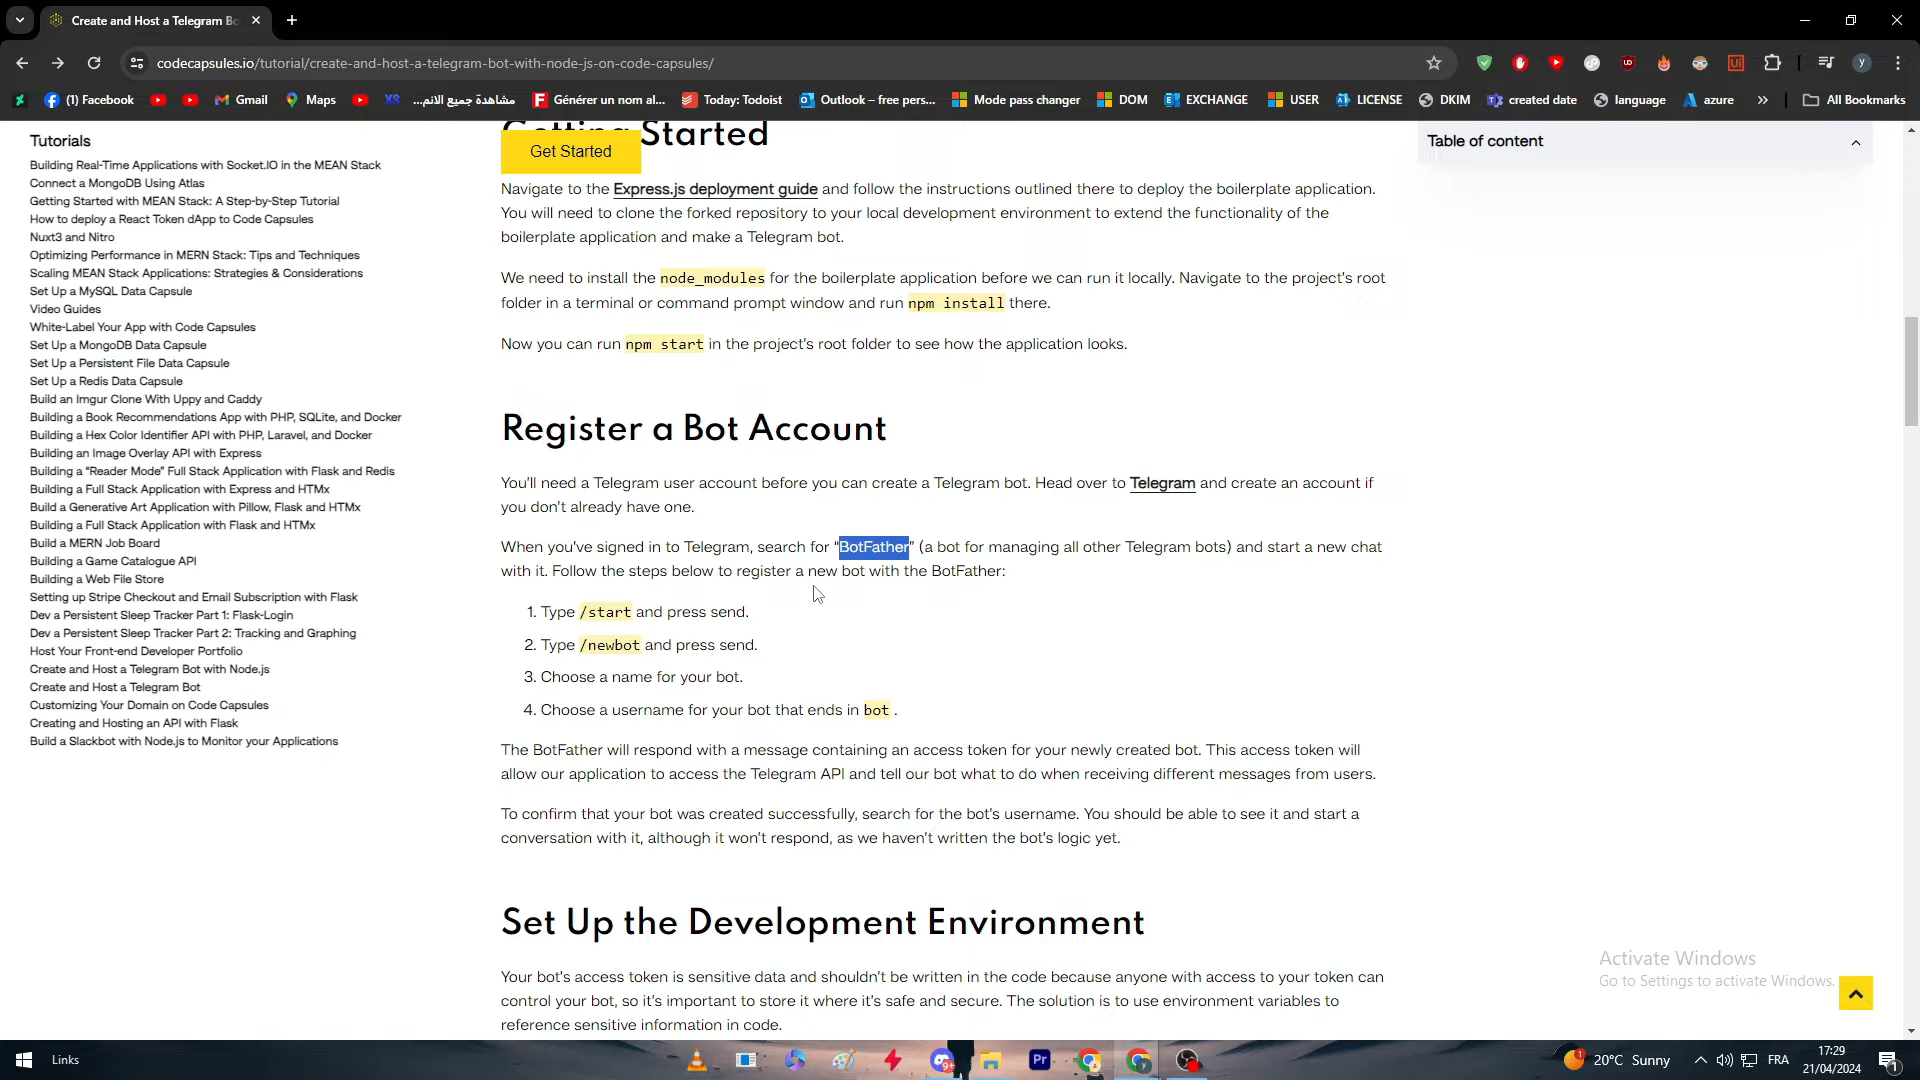 Create and Host a Telegram Bo
codecapsules.io/tutorial/create-and-host-a-telegram-bot-with-node-js-on-code-capsules/
(1) Facebook
Gmail
Maps
مشاهدة جميع الانم...
Générer un nom al...
Today: Todoist
Outlook – free pers...
Mode pass changer
DOM
EXCHANGE
USER
LICENSE
DKIM
created date
language
azure
All Bookmarks
Tutorials
Building Real-Time Applications with Socket.IO in the MEAN Stack
Connect a MongoDB Using Atlas
Getting Started with MEAN Stack: A Step-by-Step Tutorial
How to deploy a React Token dApp to Code Capsules
Nuxt3 and Nitro
Optimizing Performance in MERN Stack: Tips and Techniques
Scaling MEAN Stack Applications: Strategies & Considerations
Set Up a MySQL Data Capsule
Video Guides
White-Label Your App with Code Capsules
Set Up a MongoDB Data Capsule
Set Up a Persistent File Data Capsule
Set Up a Redis Data Capsule
Build an Imgur Clone With Uppy and Caddy
Building a Book Recommendations App with PHP, SQLite, and Docker
Building a Hex Color Identifier API with PHP, Laravel, and Docker
Building an Image Overlay API with Express
Building a “Reader Mode” Full Stack Application with Flask and Redis
Building a Full Stack Application with Express and HTMx
Build a Generative Art Application with Pillow, Flask and HTMx
Building a Full Stack Application with Flask and HTMx
Build a MERN Job Board
Building a Game Catalogue API
Building a Web File Store
Setting up Stripe Checkout and Email Subscription with Flask
Dev a Persistent Sleep Tracker Part 1: Flask-Login
Dev a Persistent Sleep Tracker Part 2: Tracking and Graphing
Host Your Front-end Developer Portfolio
Create and Host a Telegram Bot with Node.js
Create and Host a Telegram Bot
Customizing Your Domain on Code Capsules
Creating and Hosting an API with Flask
Build a Slackbot with Node.js to Monitor your Applications
Getting Started
Get Started
Navigate to the Express.js deployment guide and follow the instructions outlined there to deploy the boilerplate application.
You will need to clone the forked repository to your local development environment to extend the functionality of the
boilerplate application and make a Telegram bot.
We need to install the node_modules for the boilerplate application before we can run it locally. Navigate to the project's root
folder in a terminal or command prompt window and run npm install there.
Now you can run npm start in the project's root folder to see how the application looks.
Register a Bot Account
You'll need a Telegram user account before you can create a Telegram bot. Head over to Telegram and create an account if
you don't already have one.
When you've signed in to Telegram, search for “BotFather” (a bot for managing all other Telegram bots) and start a new chat
with it. Follow the steps below to register a new bot with the BotFather:
1. Type /start and press send.
2. Type /newbot and press send.
3. Choose a name for your bot.
4. Choose a username for your bot that ends in bot .
The BotFather will respond with a message containing an access token for your newly created bot. This access token will
allow our application to access the Telegram API and tell our bot what to do when receiving different messages from users.
To confirm that your bot was created successfully, search for the bot's username. You should be able to see it and start a
conversation with it, although it won't respond, as we haven't written the bot's logic yet.
Set Up the Development Environment
Your bot's access token is sensitive data and shouldn't be written in the code because anyone with access to your token can
control your bot, so it's important to store it where it's safe and secure. The solution is to use environment variables to
reference sensitive information in code.
Table of content
Activate Windows
Go to Settings to activate Windows.
Links
20°C Sunny
FRA
17:29
21/04/2024